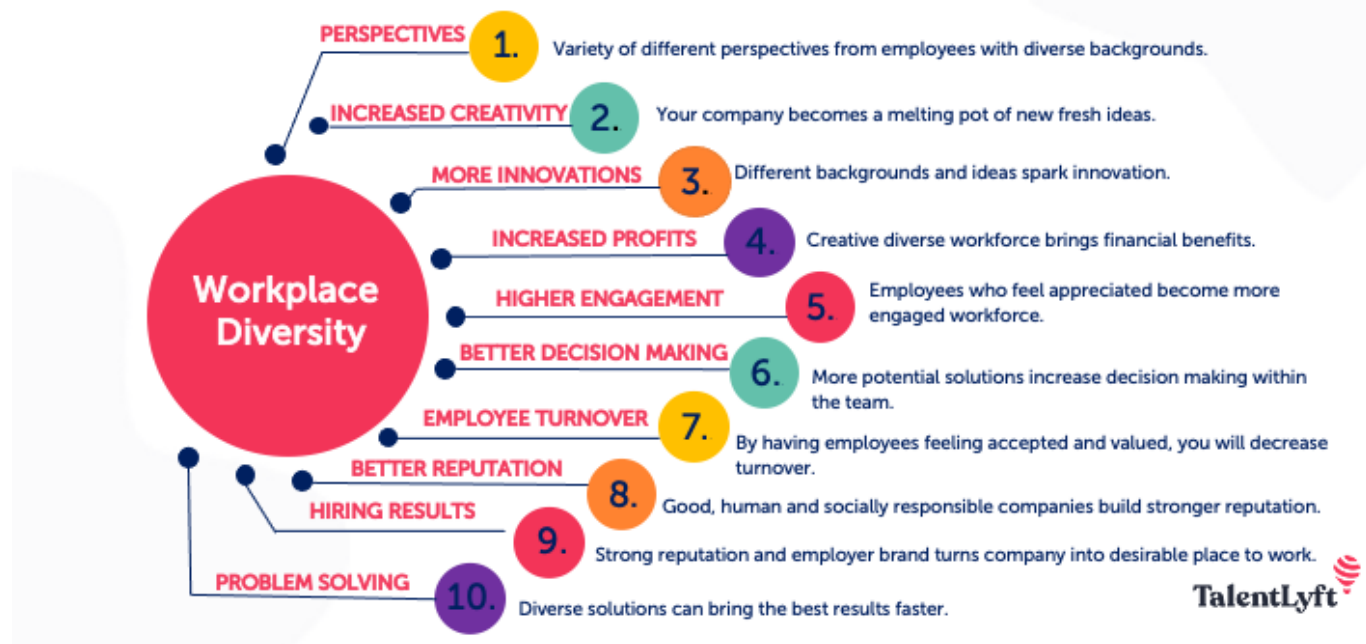 PERSPECTIVES
1.
Variety of different perspectives from employees with diverse backgrounds.
INCREASED CREATIVITY
2.
Your company becomes a melting pot of new fresh ideas.
MORE INNOVATIONS
3.
Different backgrounds and ideas spark innovation.
INCREASED PROFITS
4.
Creative diverse workforce brings financial benefits.
Workplace
Diversity
HIGHER ENGAGEMENT
5.
Employees who feel appreciated become more
engaged workforce.
BETTER DECISION MAKING
6.
More potential solutions increase decision making within
the team.
EMPLOYEE TURNOVER
7.
By having employees feeling accepted and valued, you will decrease
turnover.
BETTER REPUTATION
8.
Good, human and socially responsible companies build stronger reputation.
HIRING RESULTS
9.
Strong reputation and employer brand turns company into desirable place to work.
PROBLEM SOLVING
10.
Diverse solutions can bring the best results faster.
TalentLyft